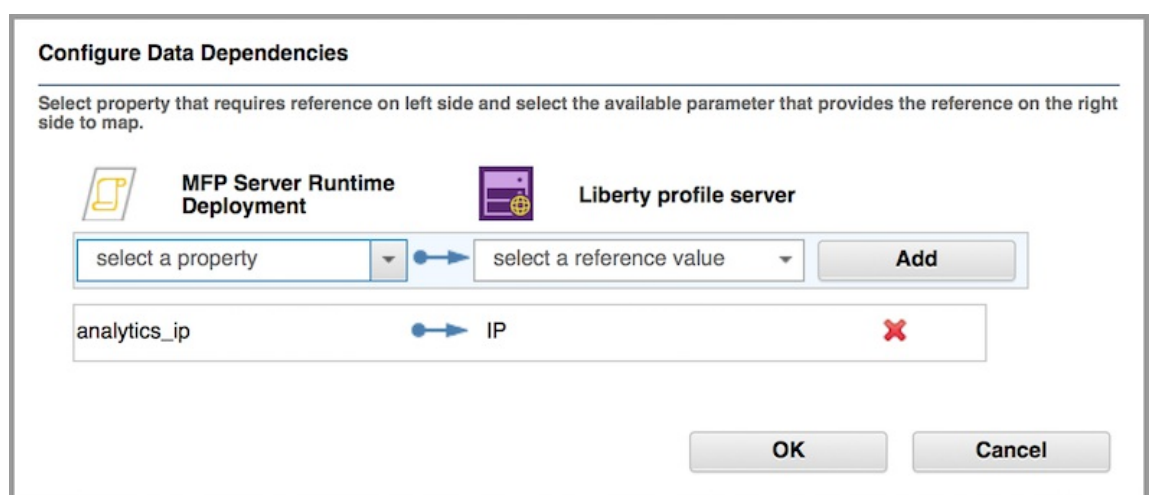 Configure Data Dependencies
Select property that requires reference on left side and select the available parameter that provides the reference on the right
side to map.
MFP Server Runtime
Deployment
Liberty profile server
select a property
select a reference value
Add
analytics_ip
IP
OK
Cancel